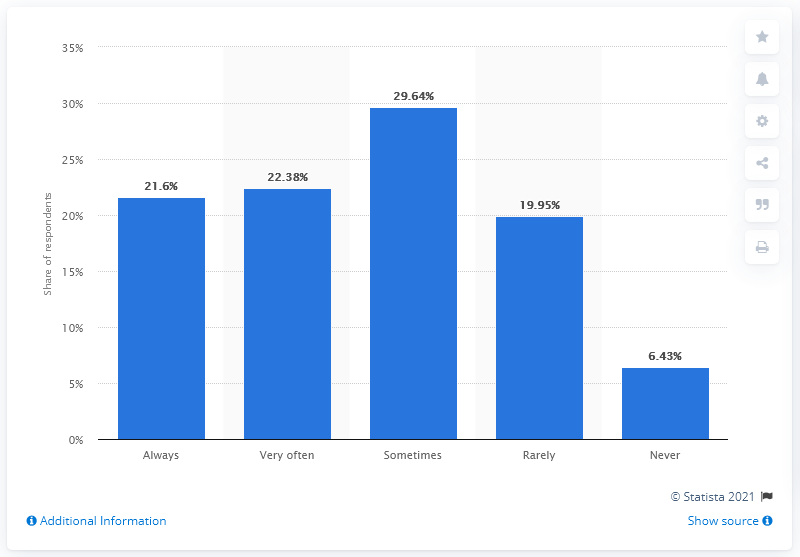 35%
30%
25%
20%
15%
10%
5%
0%
Share of respondents
21.6%
22.38%
29.64%
19.95%
6.43%
Always
Very often
Sometimes
Rarely
Never
© Statista 2021
Additional Information
Show source